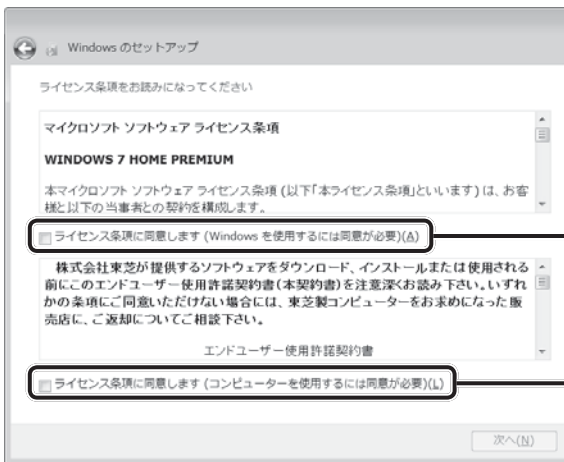 Windows のセットアップ
ライセンス条項をお読みになってください
マイクロソフト ソフトウェア ライセンス条項
WINDOWS 7 HOME PREMIUM
本マイクロソフト ソフトウェア ライセンス条項 (以下「本ライセンス条項」といいます) は、お客
様と以下の当事者との契約を構成します。
ライセンス条項に同意します (Windows を使用するには同意が必要)(A)
株式会社東芝が提供するソフトウェアをダウンロード、インストールまたは使用される
前にこのエンドユーザー使用許諾契約書(本契約書)を注意深くお読み下さい。いずれ
かの条項にご同意いただけない場合には、東芝製コンピューターをお求めになった販
売店に、ご返却についてご相談下さい。
エンドユーザー使用許諾契約書
ライセンス条項に同意します (コンピューターを使用するには同意が必要)(L)
次へ(N)